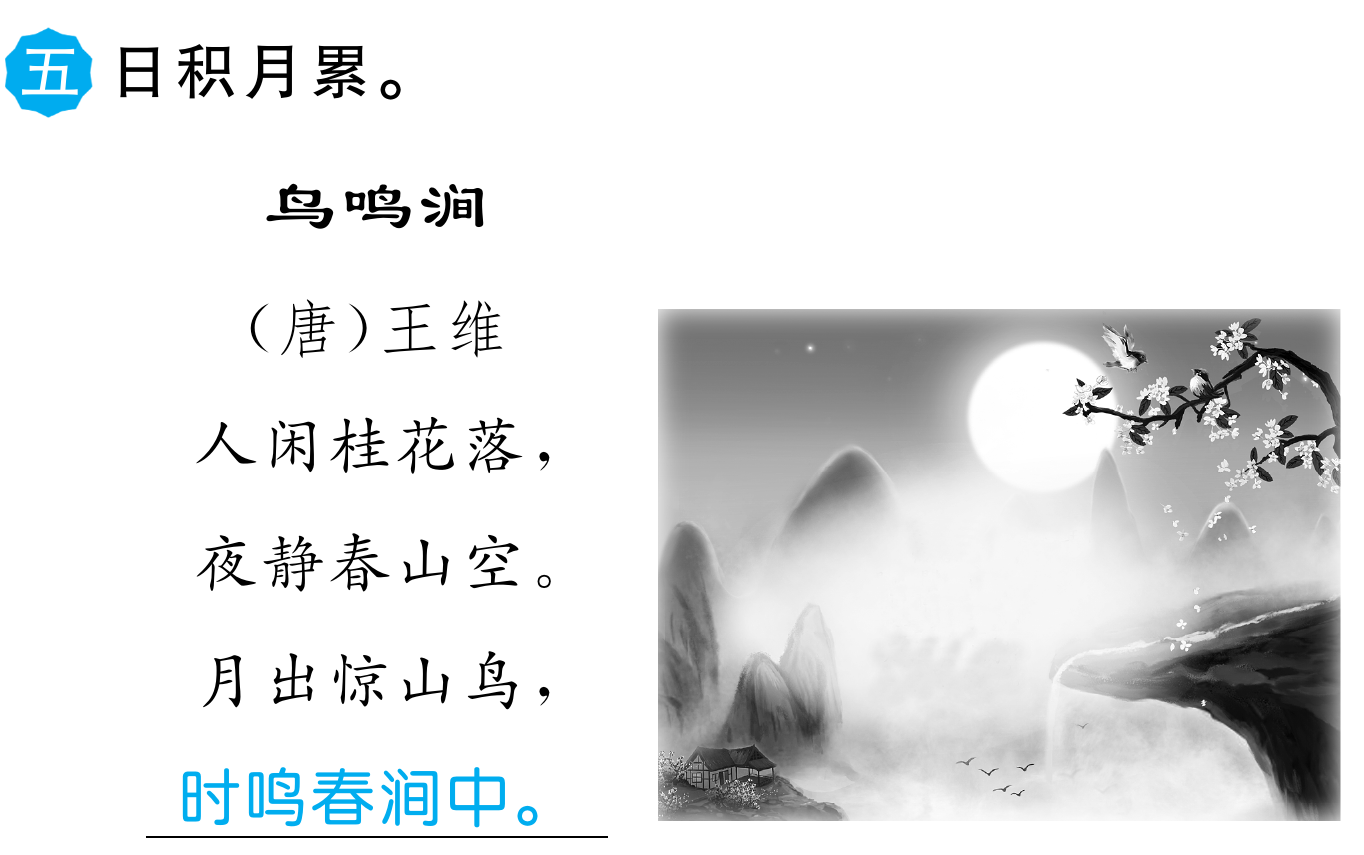 五 日积月累。
鸟鸣涧
（唐）王维
人闲桂花落，
夜静春山空。
月出惊山鸟，
时鸣春涧中。